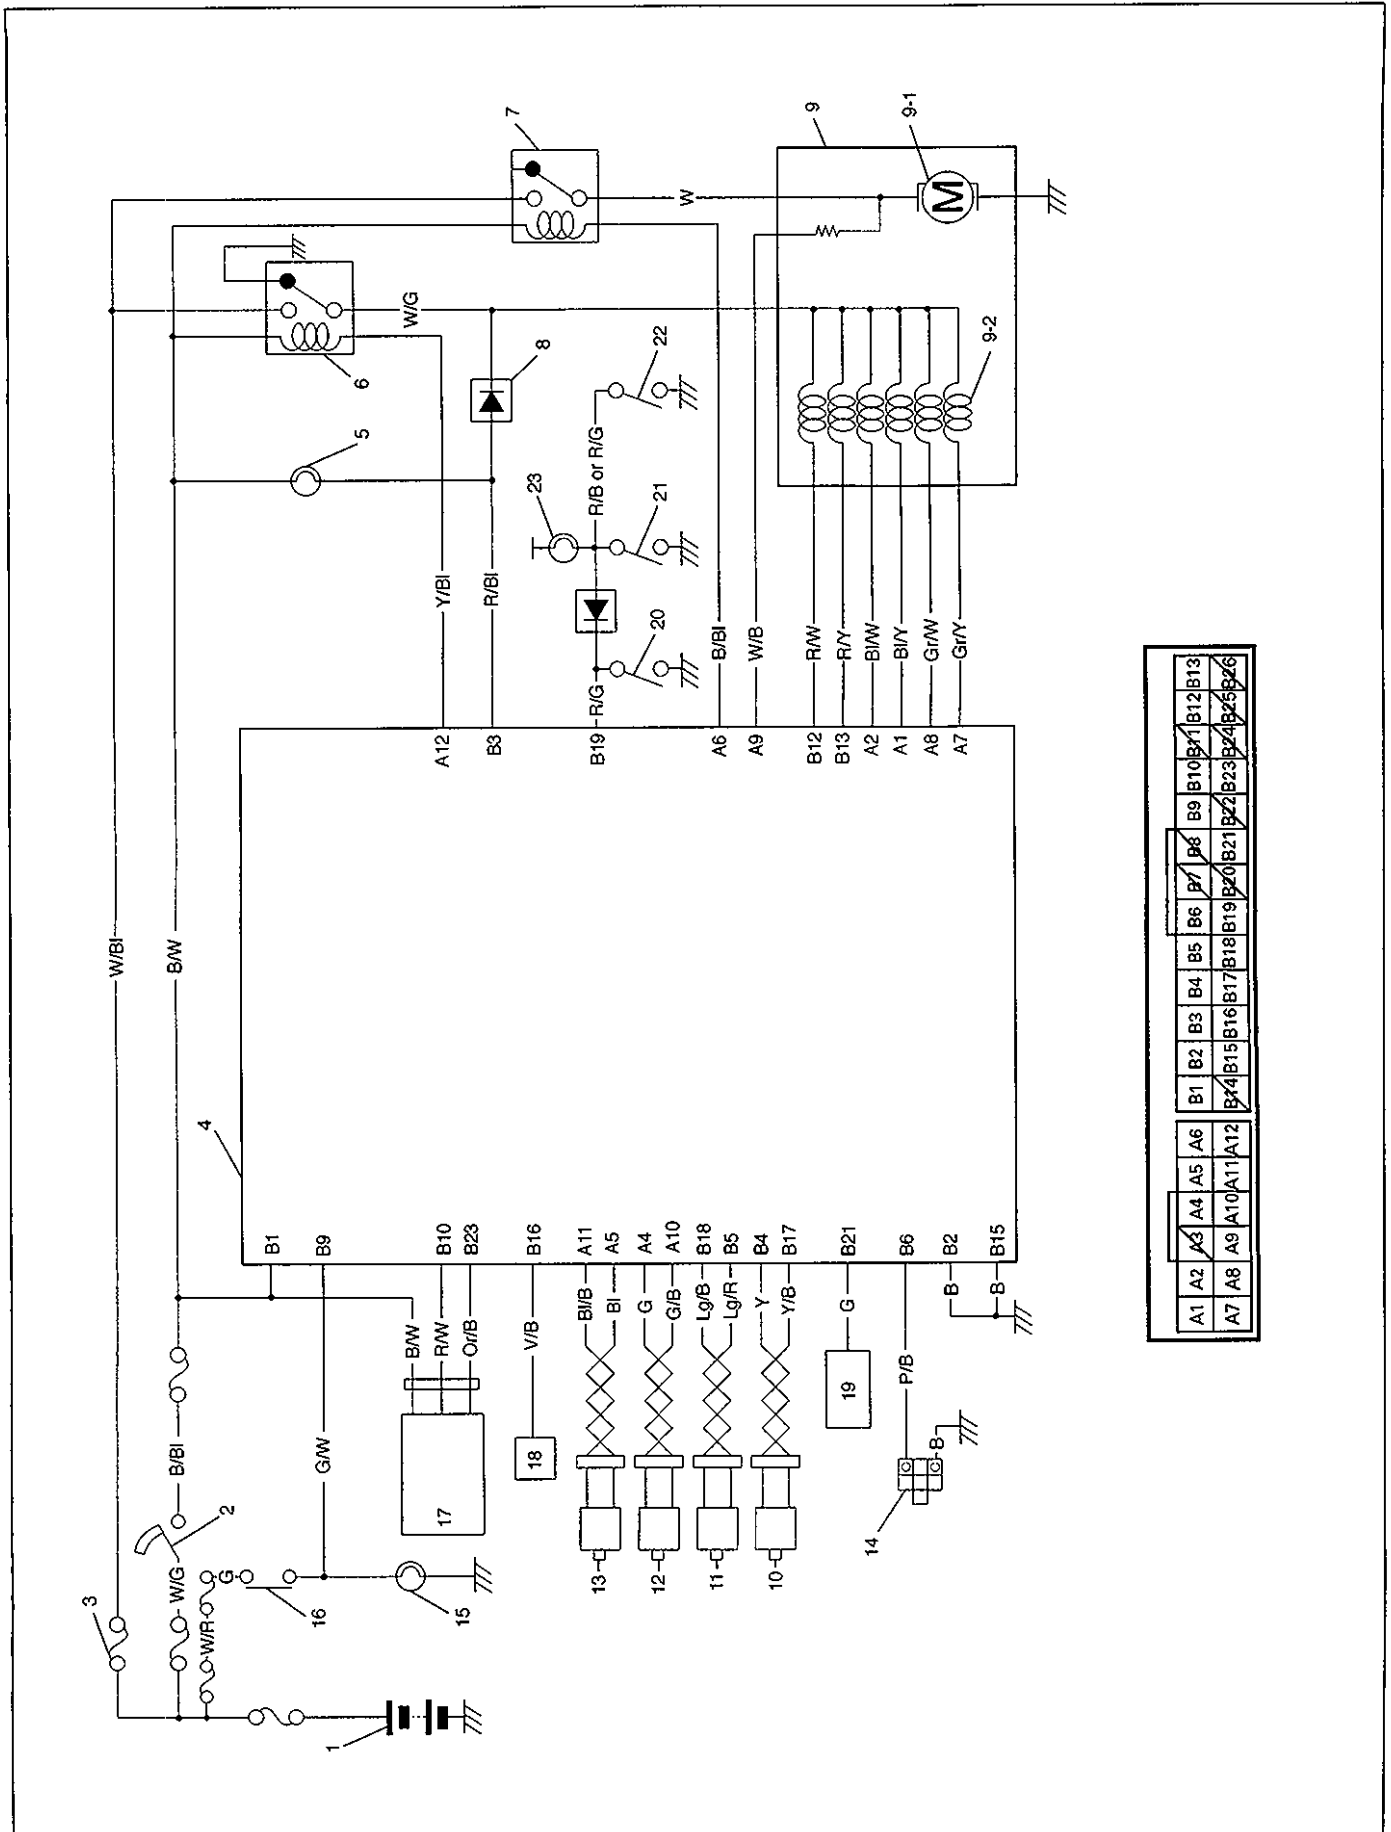 1
2
3
4
5
6
7
8
9
9-1
9-2
W/Bl
B/W
W/G
W/R
G
B/Bl
16
15
G/W
B1
B9
B/W
R/W
Or/B
B10
B23
17
V/B
B16
18
13
Bl/B
Bl
A11
A5
12
G
G/B
A4
A10
11
Lg/B
Lg/R
B18
B5
10
Y
Y/B
B4
B17
19
G
B21
14
P/B
B6
B
B
B2
B
B15
A12
Y/Bl
B3
R/Bl
W/G
B19
R/G
20
21
22
23
R/B or R/G
A6
B/Bl
W
A9
W/B
M
B12
R/W
B13
R/Y
A2
Bl/W
A1
Bl/Y
A8
Gr/W
A7
Gr/Y
C
C
A1 A2 A3 A4 A5 A6 B1 B2 B3 B4 B5 B6 B7 B8 B9 B10 B11 B12 B13
A7 A8 A9 A10 A11 A12 B14 B15 B16 B17 B18 B19 B20 B21 B22 B23 B24 B25 B26